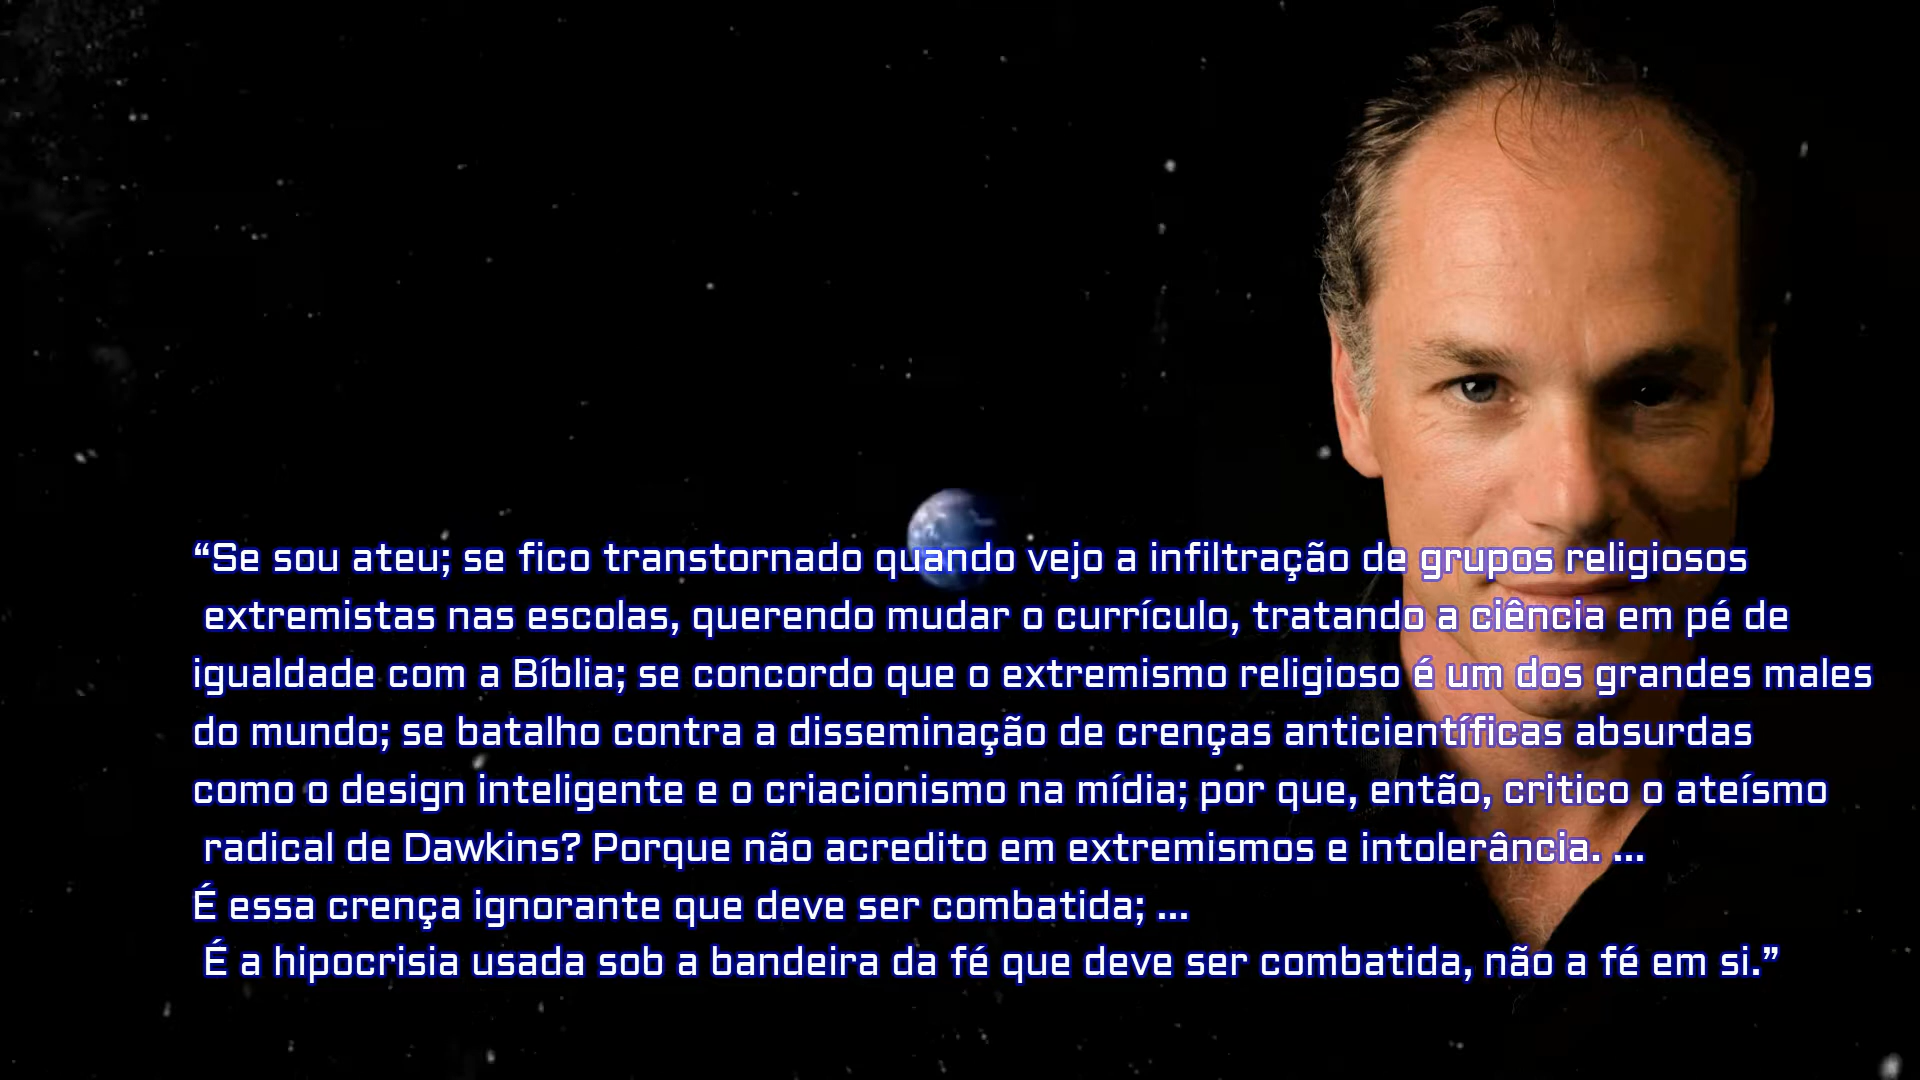 “Se sou ateu; se fico transtornado quando vejo a infiltração de grupos religiosos
extremistas nas escolas, querendo mudar o currículo, tratando a ciência em pé de
igualdade com a Bíblia; se concordo que o extremismo religioso é um dos grandes males
do mundo; se batalho contra a disseminação de crenças anticientíficas absurdas
como o design inteligente e o criacionismo na mídia; por que, então, critico o ateísmo
radical de Dawkins? Porque não acredito em extremismos e intolerância. ...
É essa crença ignorante que deve ser combatida; ...
É a hipocrisia usada sob a bandeira da fé que deve ser combatida, não a fé em si.”